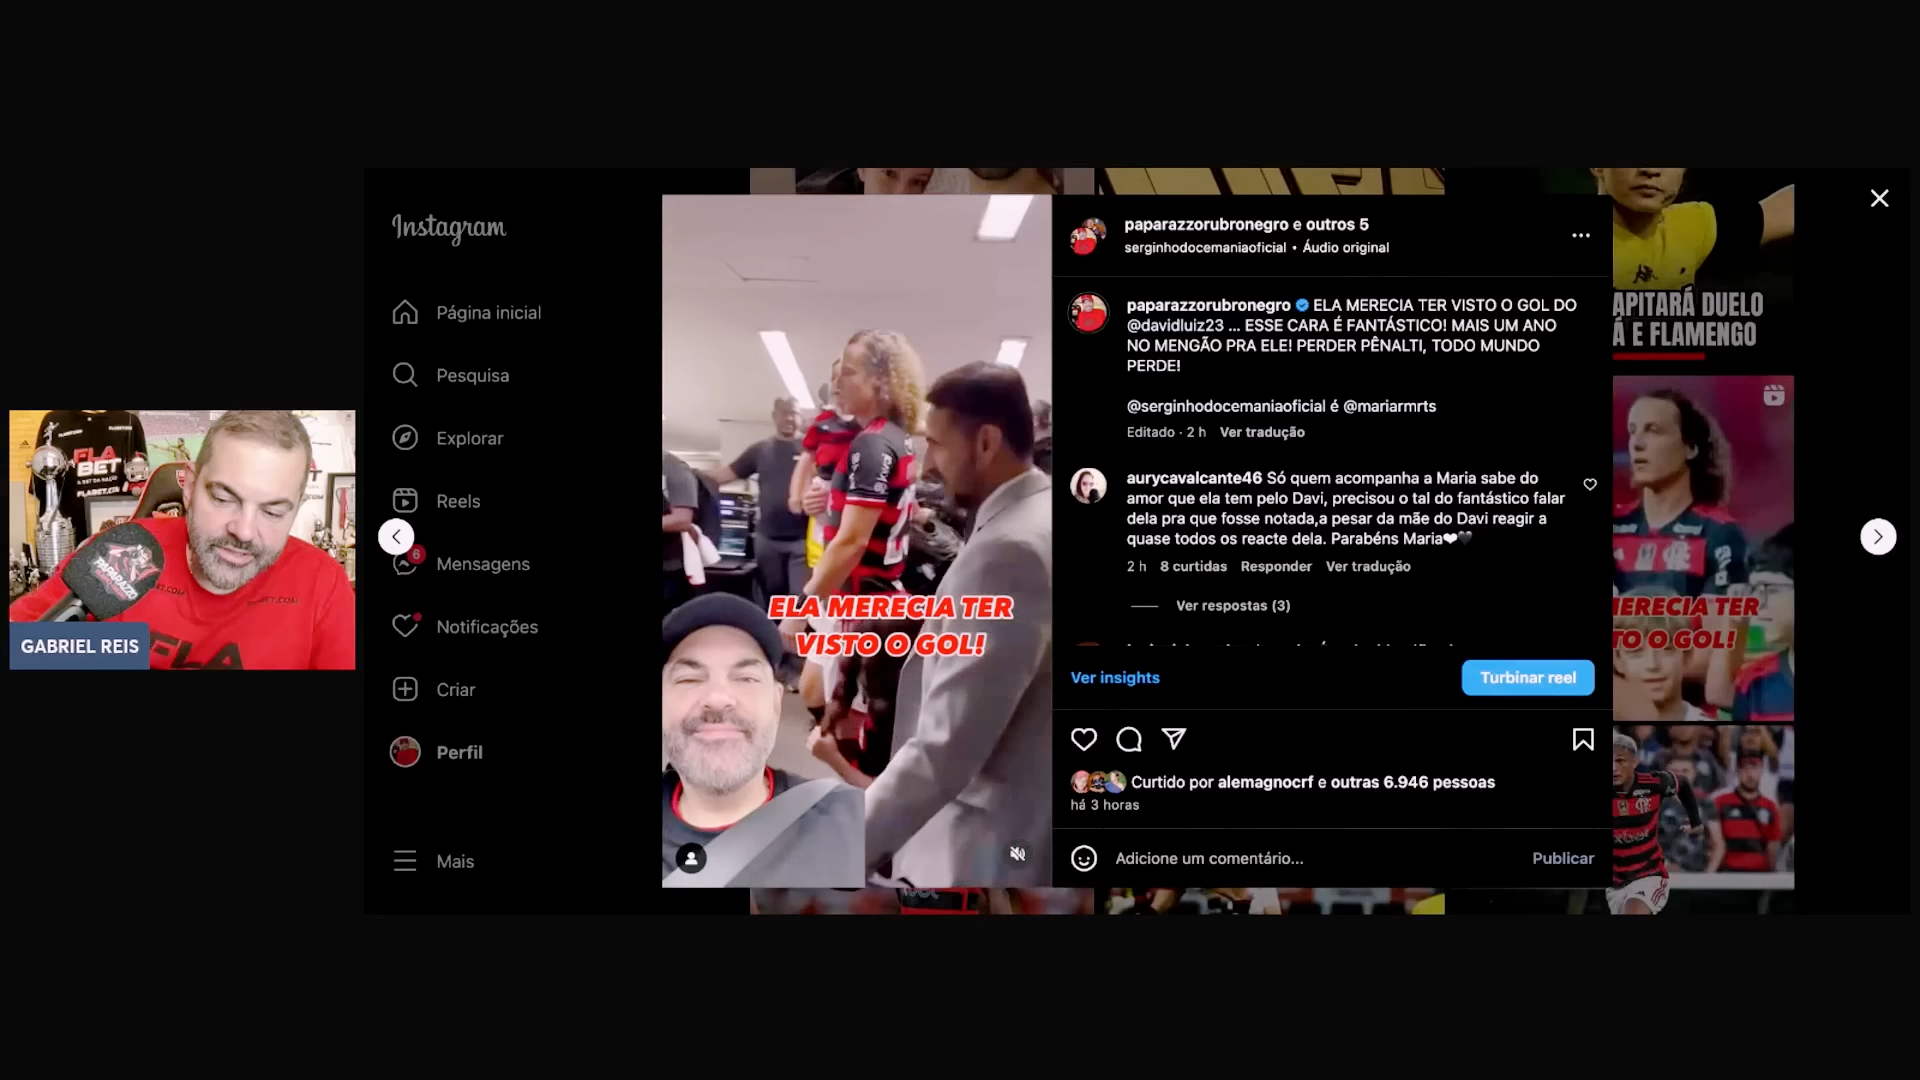 Instagram
Página inicial
Pesquisa
Explorar
Reels
6
Mensagens
Notificações
Criar
Perfil
Mais
FLA
BET
FLABET.COM
PAPARAZZO
GABRIEL REIS
ELA MERECIA TER
VISTO O GOL!
paparazzorubronegro e outros 5
serginhodocemaniaoficial • Áudio original
paparazzorubronegro ELA MERECIA TER VISTO O GOL DO
@davidluiz23 ... ESSE CARA É FANTÁSTICO! MAIS UM ANO
NO MENGÃO PRA ELE! PERDER PÊNALTI, TODO MUNDO
PERDE!
@serginhodocemaniaoficial é @mariarmrts
Editado · 2 h Ver tradução
aurycavalcante46 Só quem acompanha a Maria sabe do
amor que ela tem pelo Davi, precisou o tal do fantástico falar
dela pra que fosse notada,a pesar da mãe do Davi reagir a
quase todos os reacte dela. Parabéns Maria❤🖤
2 h 8 curtidas Responder Ver tradução
Ver respostas (3)
Ver insights
Turbinar reel
Curtido por alemagnocrf e outras 6.946 pessoas
há 3 horas
Adicione um comentário...
Publicar
APITARÁ DUELO
Á E FLAMENGO
MERECIA TER
TO O GOL!